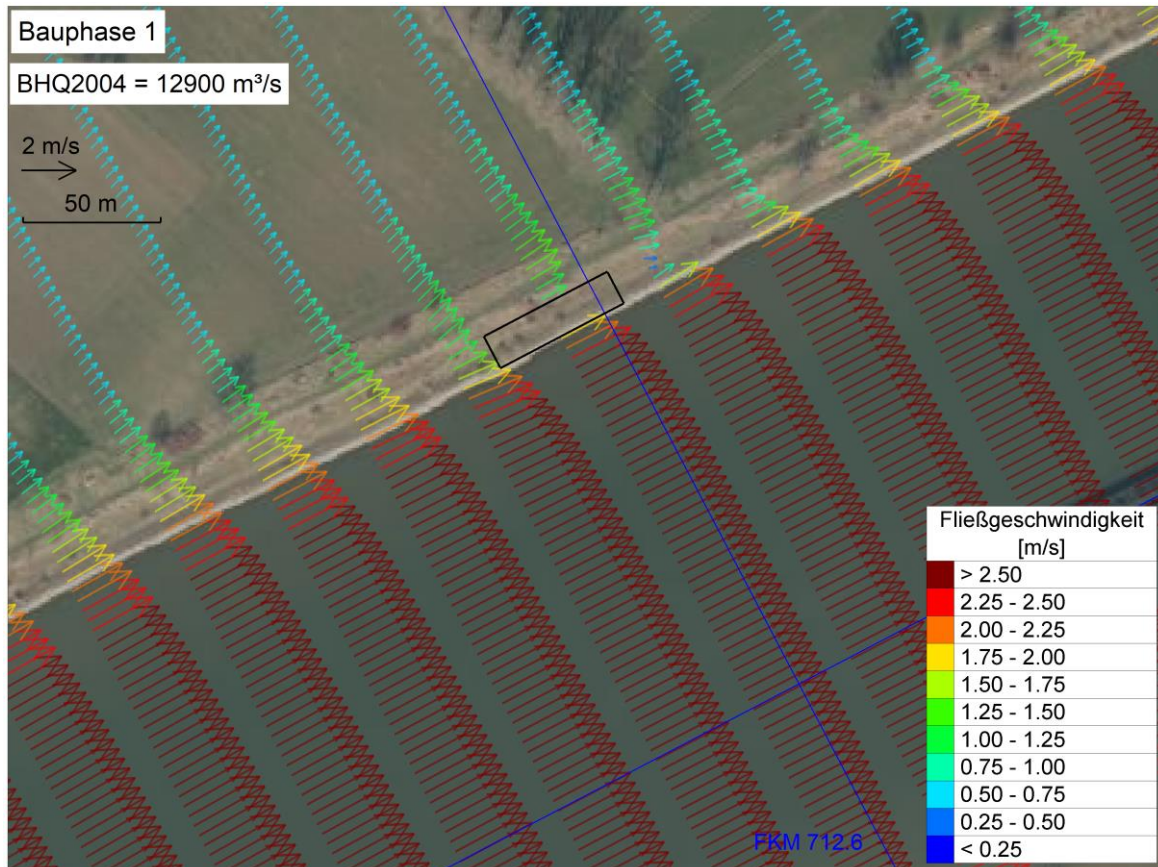 Bauphase 1
BHQ2004 = 12900 m³/s
2 m/s
50 m
FKM 712.6
Fließgeschwindigkeit
[m/s]
> 2.50
2.25 - 2.50
2.00 - 2.25
1.75 - 2.00
1.50 - 1.75
1.25 - 1.50
1.00 - 1.25
0.75 - 1.00
0.50 - 0.75
0.25 - 0.50
< 0.25